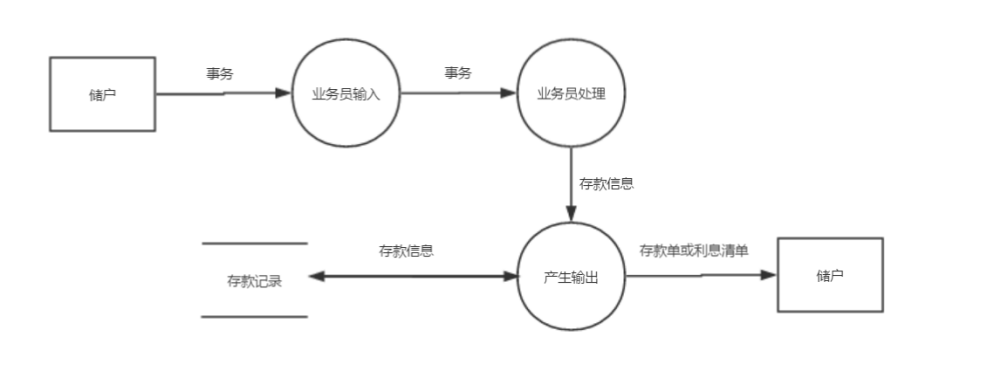 事务
事务
储户
业务员输入
业务员处理
存款信息
存款信息
存款单或利息清单
存款记录
产生输出
储户